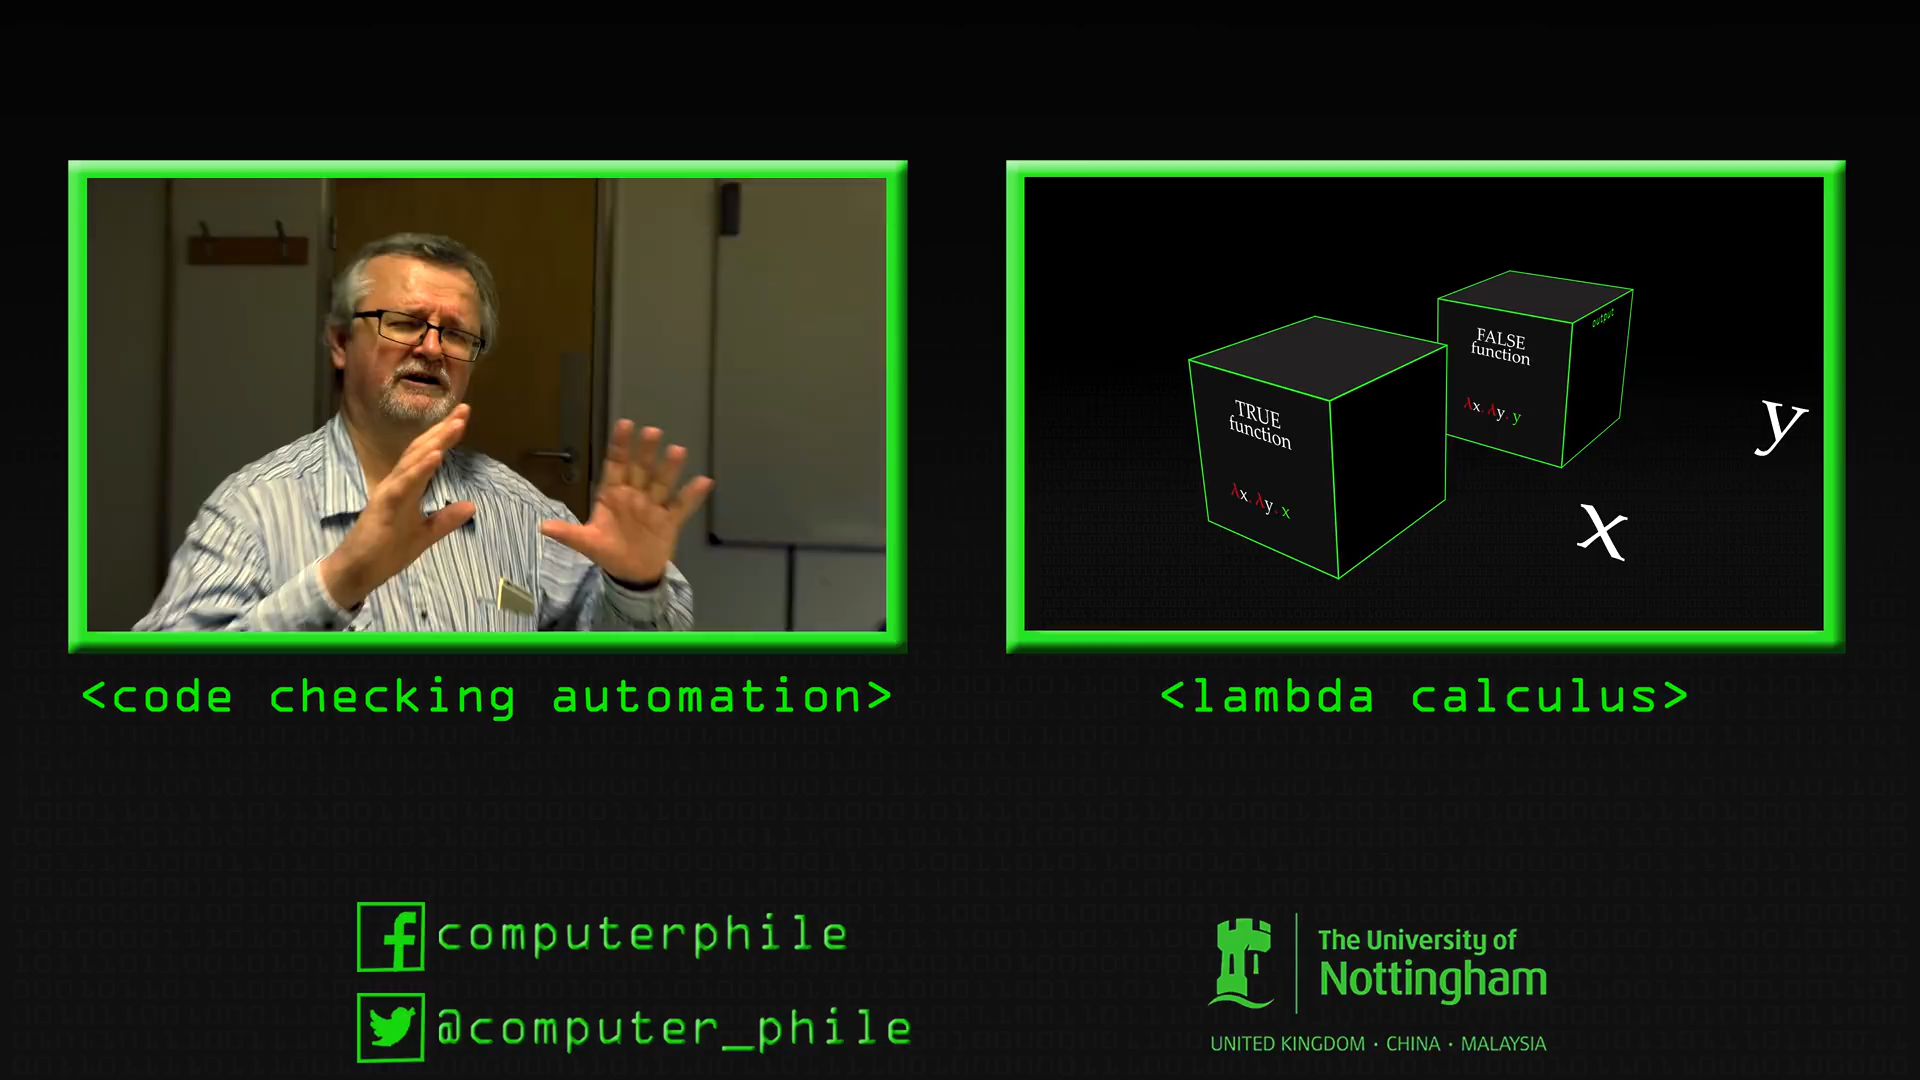 output
FALSE
function
λx. λy. y
TRUE
function
λx. λy. x
y
x
<code checking automation>
<lambda calculus>
computerphile
@computer_phile
The University of
Nottingham
UNITED KINGDOM · CHINA · MALAYSIA